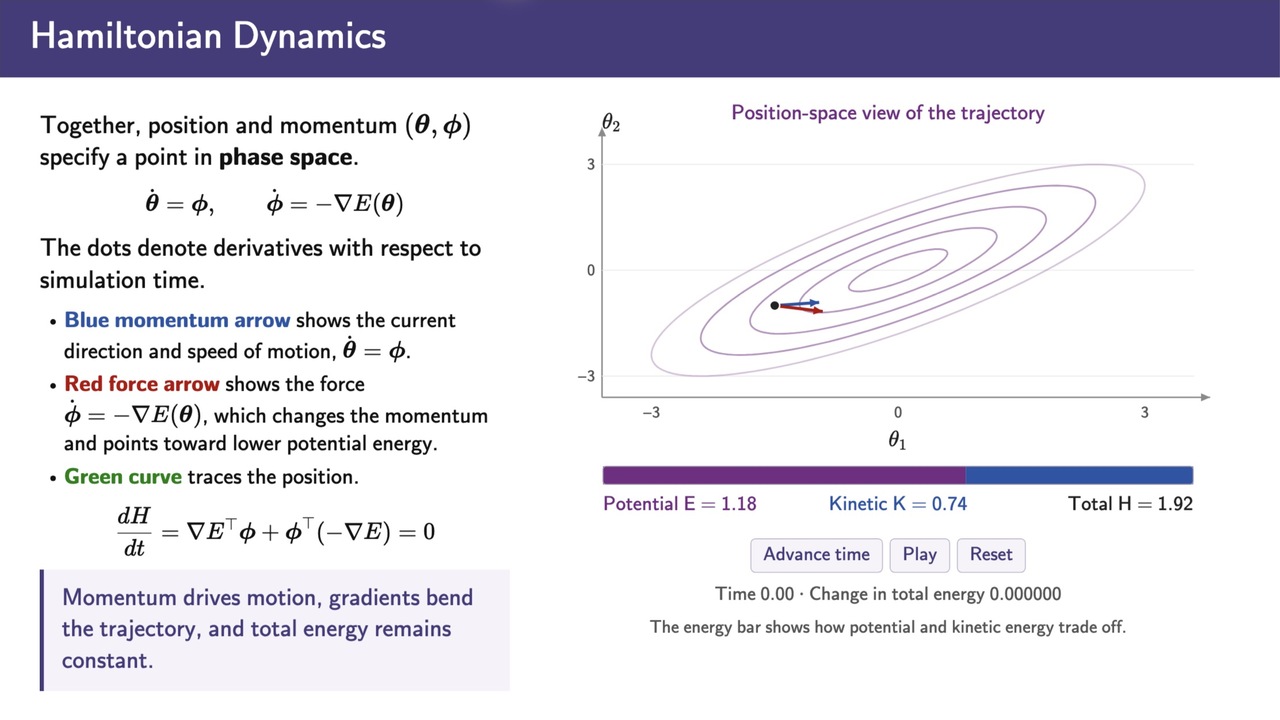 Hamiltonian Dynamics
Together, position and momentum (θ, ϕ)
specify a point in phase space.
θ̇ = ϕ, ϕ̇ = −∇E(θ)
The dots denote derivatives with respect to
simulation time.
• Blue momentum arrow shows the current
direction and speed of motion, θ̇ = ϕ.
• Red force arrow shows the force
ϕ̇ = −∇E(θ), which changes the momentum
and points toward lower potential energy.
• Green curve traces the position.
dH/dt = ∇E⊤ϕ + ϕ⊤(−∇E) = 0
Momentum drives motion, gradients bend
the trajectory, and total energy remains
constant.
Position-space view of the trajectory
θ₂
3
0
−3
−3 0 3
θ₁
Potential E = 1.18 Kinetic K = 0.74 Total H = 1.92
Advance time Play Reset
Time 0.00 · Change in total energy 0.000000
The energy bar shows how potential and kinetic energy trade off.